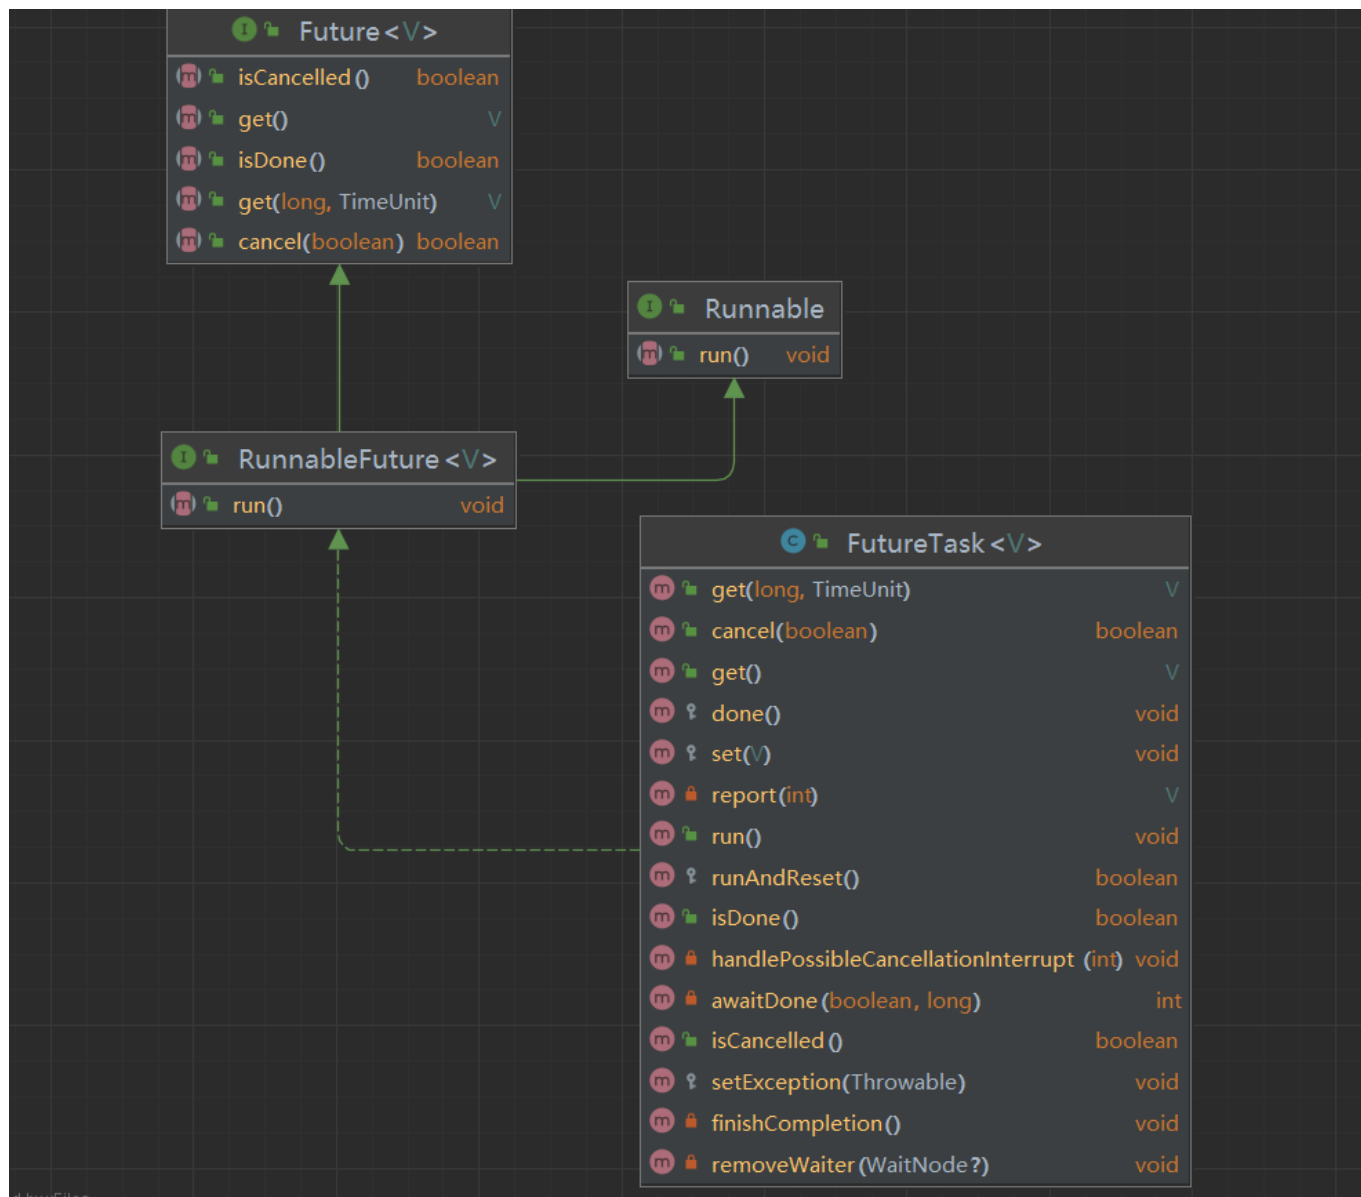 Future<V>
isCancelled() boolean
get() V
isDone() boolean
get(long, TimeUnit) V
cancel(boolean) boolean
Runnable
run() void
RunnableFuture<V>
run() void
FutureTask<V>
get(long, TimeUnit) V
cancel(boolean) boolean
get() V
done() void
set(V) void
report(int) V
run() void
runAndReset() boolean
isDone() boolean
handlePossibleCancellationInterrupt (int) void
awaitDone(boolean, long) int
isCancelled() boolean
setException(Throwable) void
finishCompletion() void
removeWaiter(WaitNode?) void